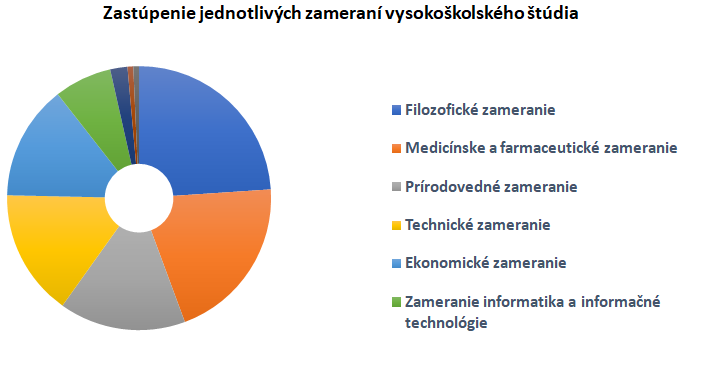 Zastúpenie jednotlivých zameraní vysokoškolského štúdia
Filozofické zameranie
Medicínske a farmaceutické zameranie
Prírodovedné zameranie
Technické zameranie
Ekonomické zameranie
Zameranie informatika a informačné
technológie